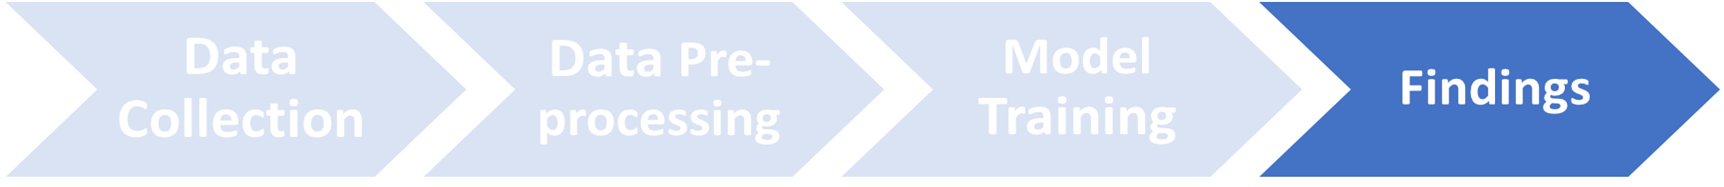 Data
Collection
Data Pre-
processing
Model
Training
Findings